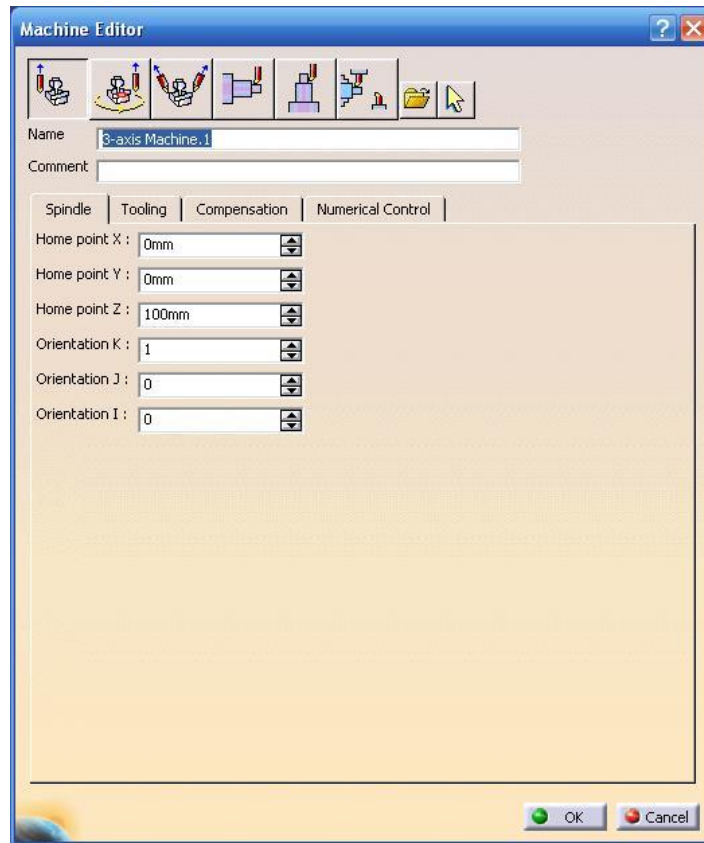 Machine Editor
?
Name 3-axis Machine.1
Comment
Spindle Tooling Compensation Numerical Control
Home point X : 0mm
Home point Y : 0mm
Home point Z : 100mm
Orientation K : 1
Orientation J : 0
Orientation I : 0
OK Cancel